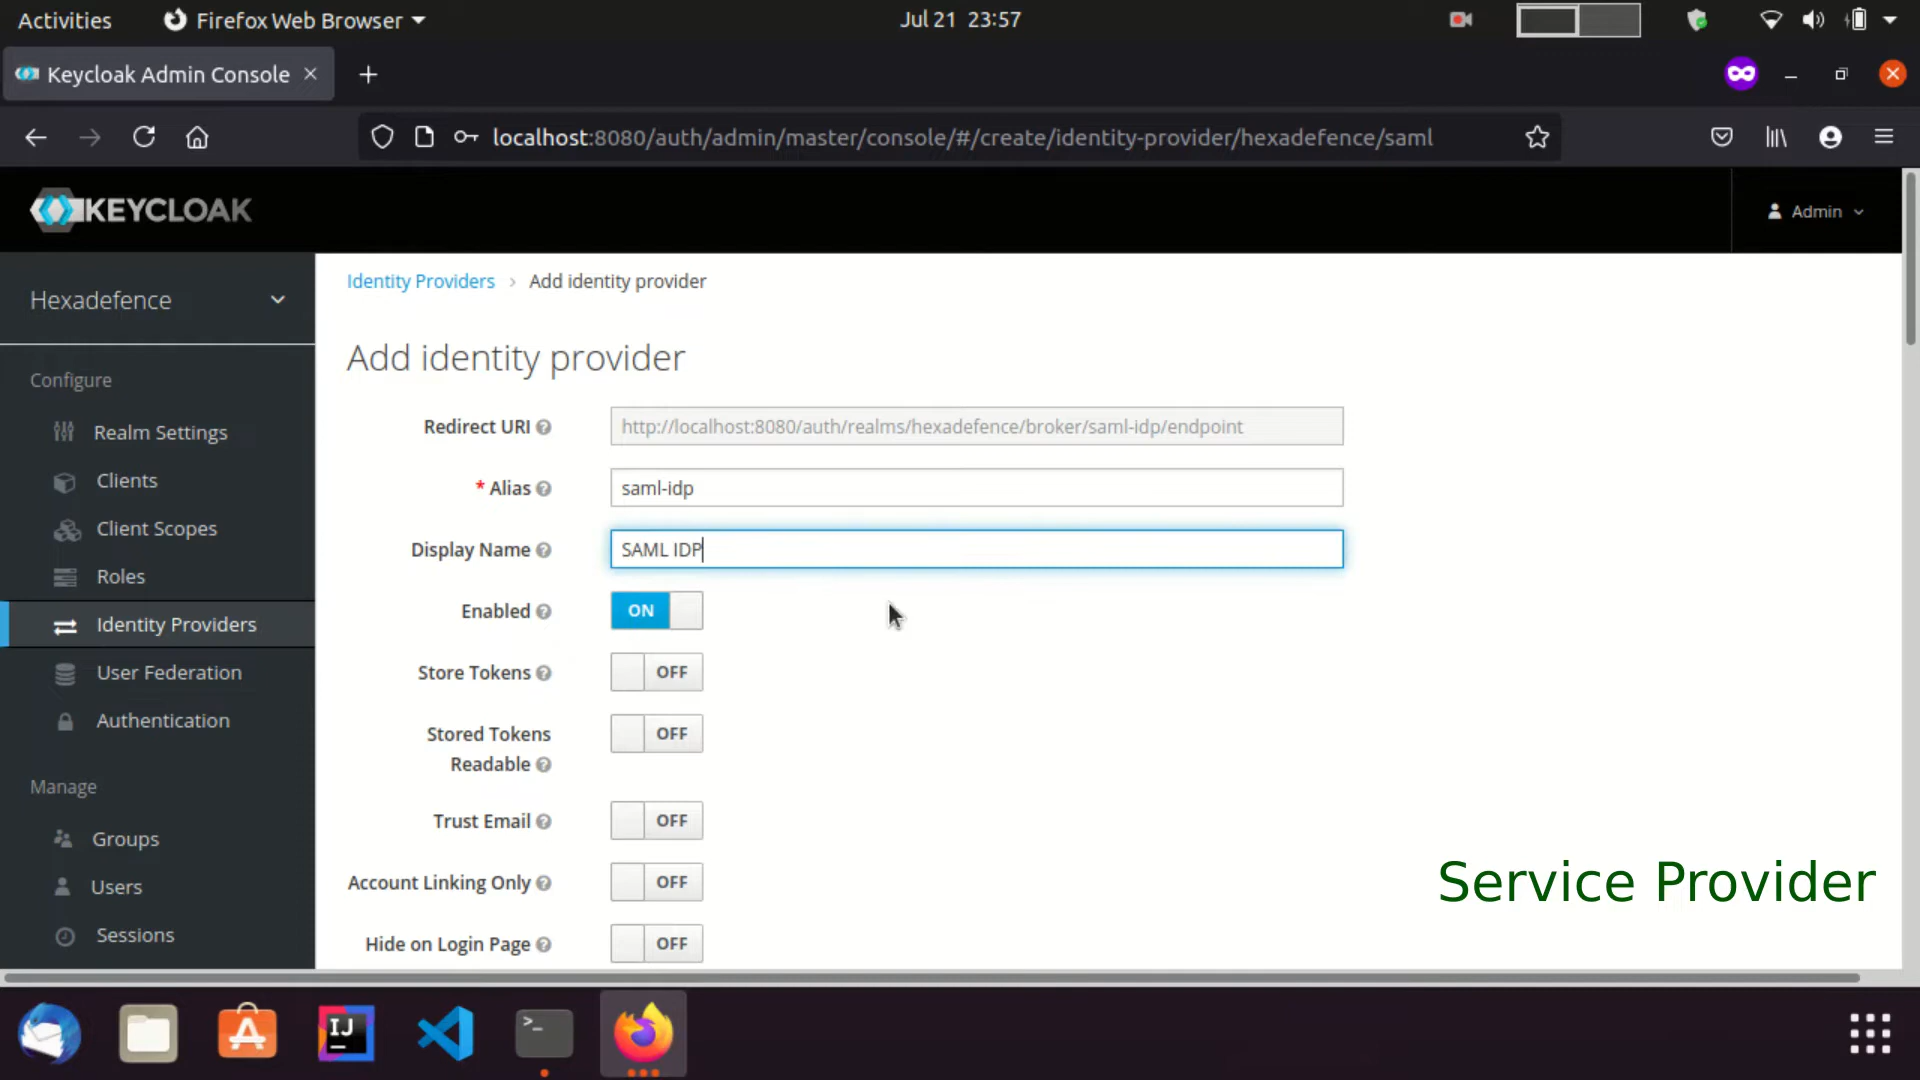 Activities
Firefox Web Browser
Jul 21 23:57
Keycloak Admin Console
localhost:8080/auth/admin/master/console/#/create/identity-provider/hexadefence/saml
KEYCLOAK
Admin
Hexadefence
Configure
Realm Settings
Clients
Client Scopes
Roles
Identity Providers
User Federation
Authentication
Manage
Groups
Users
Sessions
Identity Providers > Add identity provider
Add identity provider
Redirect URI
http://localhost:8080/auth/realms/hexadefence/broker/saml-idp/endpoint
* Alias
saml-idp
Display Name
SAML IDP
Enabled
ON
Store Tokens
OFF
Stored Tokens
Readable
OFF
Trust Email
OFF
Account Linking Only
OFF
Hide on Login Page
OFF
Service Provider
IJ